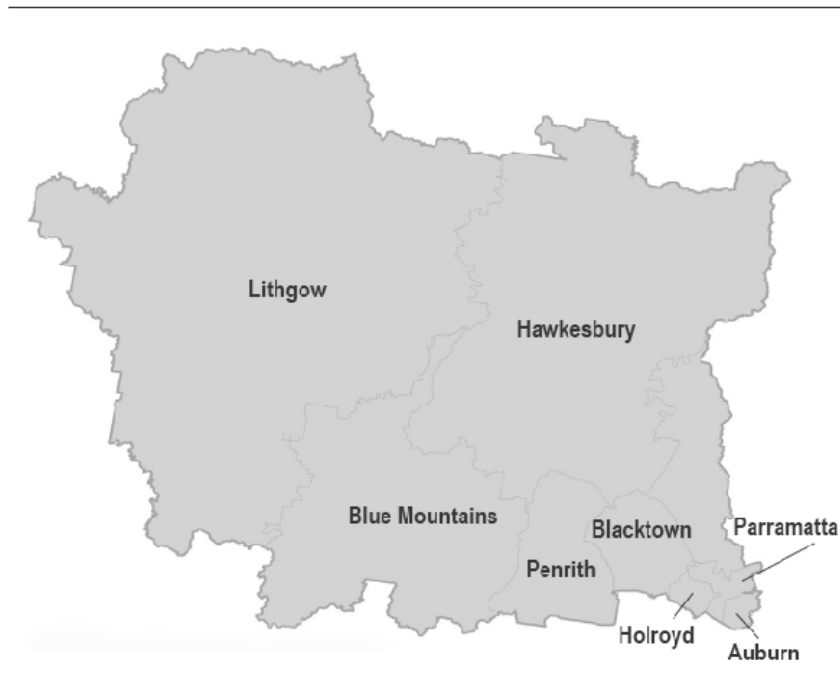 Lithgow
Hawkesbury
Blue Mountains
Blacktown
Parramatta
Penrith
Holroyd
Auburn